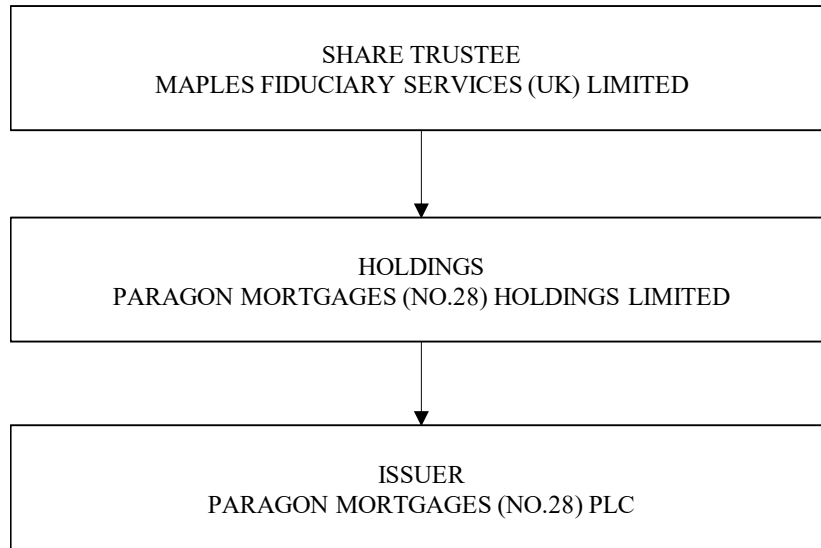 SHARE TRUSTEE
MAPLES FIDUCIARY SERVICES (UK) LIMITED
HOLDINGS
PARAGON MORTGAGES (NO.28) HOLDINGS LIMITED
ISSUER
PARAGON MORTGAGES (NO.28) PLC